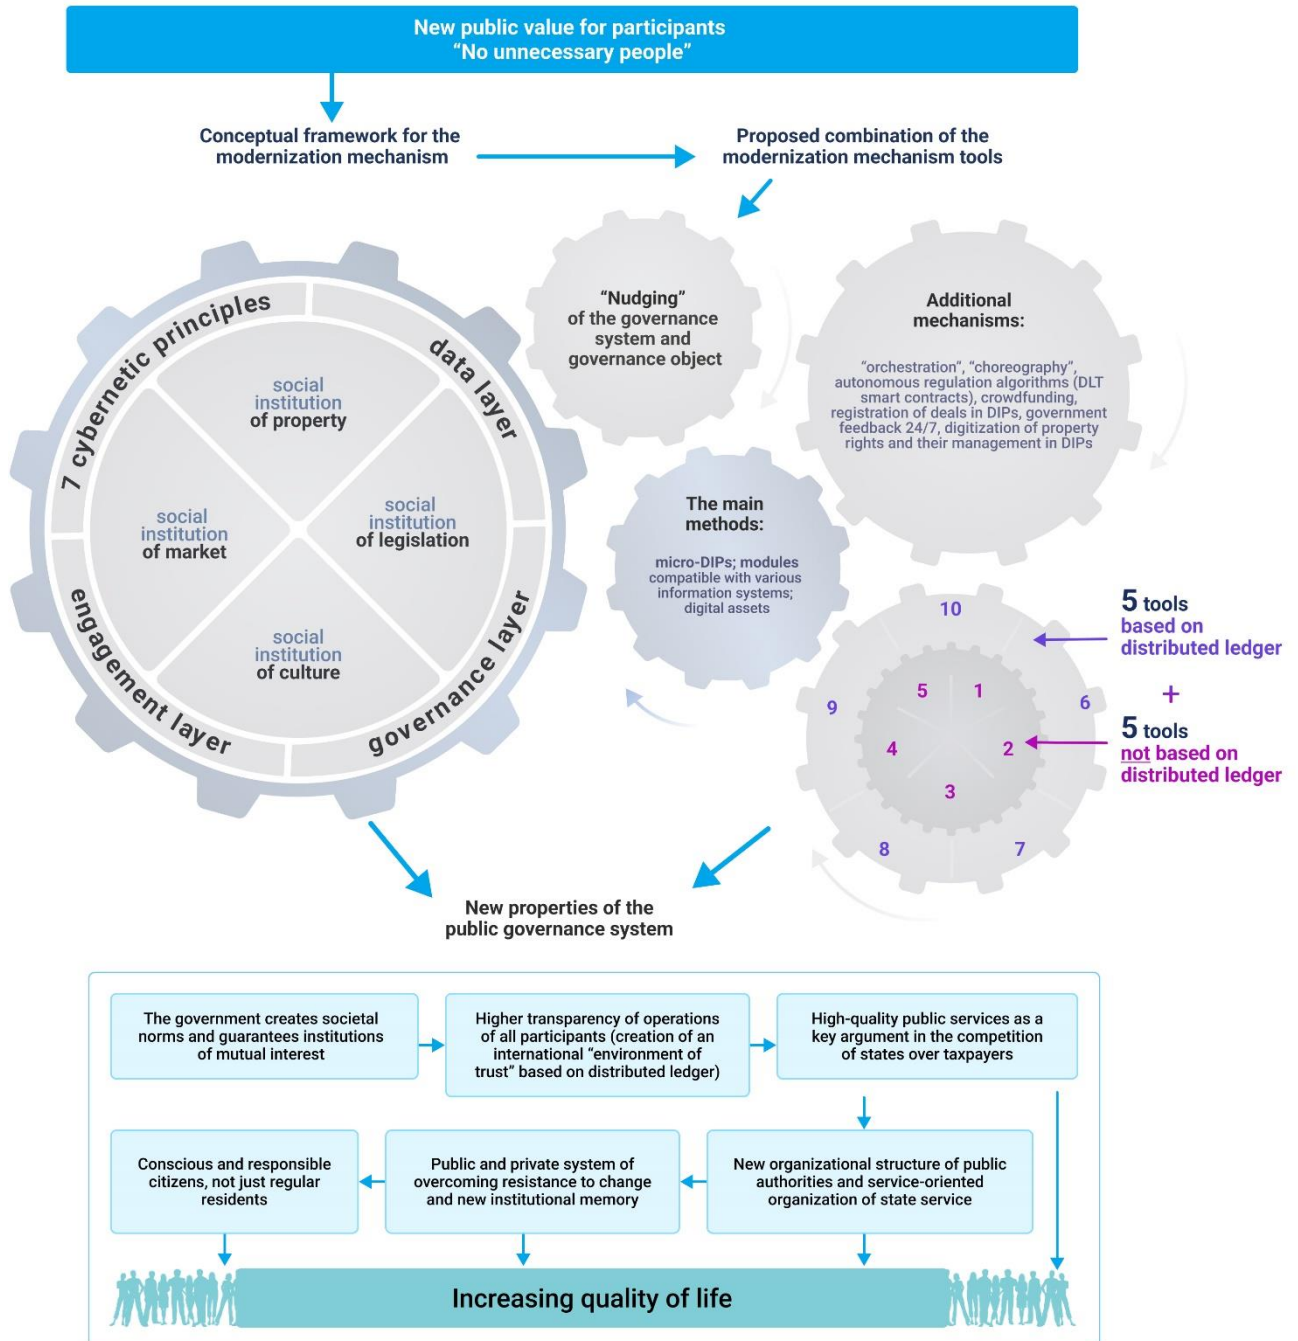 New public value for participants
“No unnecessary people”
Conceptual framework for the
modernization mechanism
Proposed combination of the
modernization mechanism tools
7 cybernetic principles
data layer
governance layer
engagement layer
social
institution
of property
social
institution
of market
social
institution
of legislation
social
institution
of culture
“Nudging”
of the governance
system and
governance object
Additional
mechanisms:
“orchestration“, “choreography”,
autonomous regulation algorithms (DLT
smart contracts), crowdfunding,
registration of deals in DIPs, government
feedback 24/7, digitization of property
rights and their management in DIPs
The main
methods:
micro-DIPs; modules
compatible with various
information systems;
digital assets
10
5
1
9
6
4
2
3
8
7
5 tools
based on
distributed ledger
+
5 tools
not based on
distributed ledger
New properties of the
public governance system
The government creates societal
norms and guarantees institutions
of mutual interest
Higher transparency of operations
of all participants (creation of an
international “environment of
trust” based on distributed ledger)
High-quality public services as a
key argument in the competition
of states over taxpayers
Conscious and responsible
citizens, not just regular
residents
Public and private system of
overcoming resistance to change
and new institutional memory
New organizational structure of public
authorities and service-oriented
organization of state service
Increasing quality of life